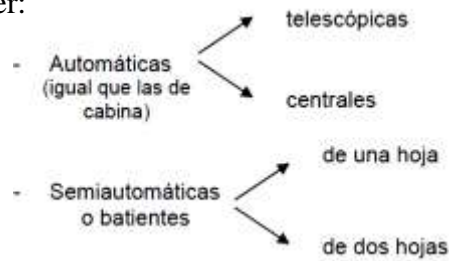 er:
telescópicas
- Automáticas
(igual que las de
cabina)
centrales
de una hoja
- Semiautomáticas
o batientes
de dos hojas